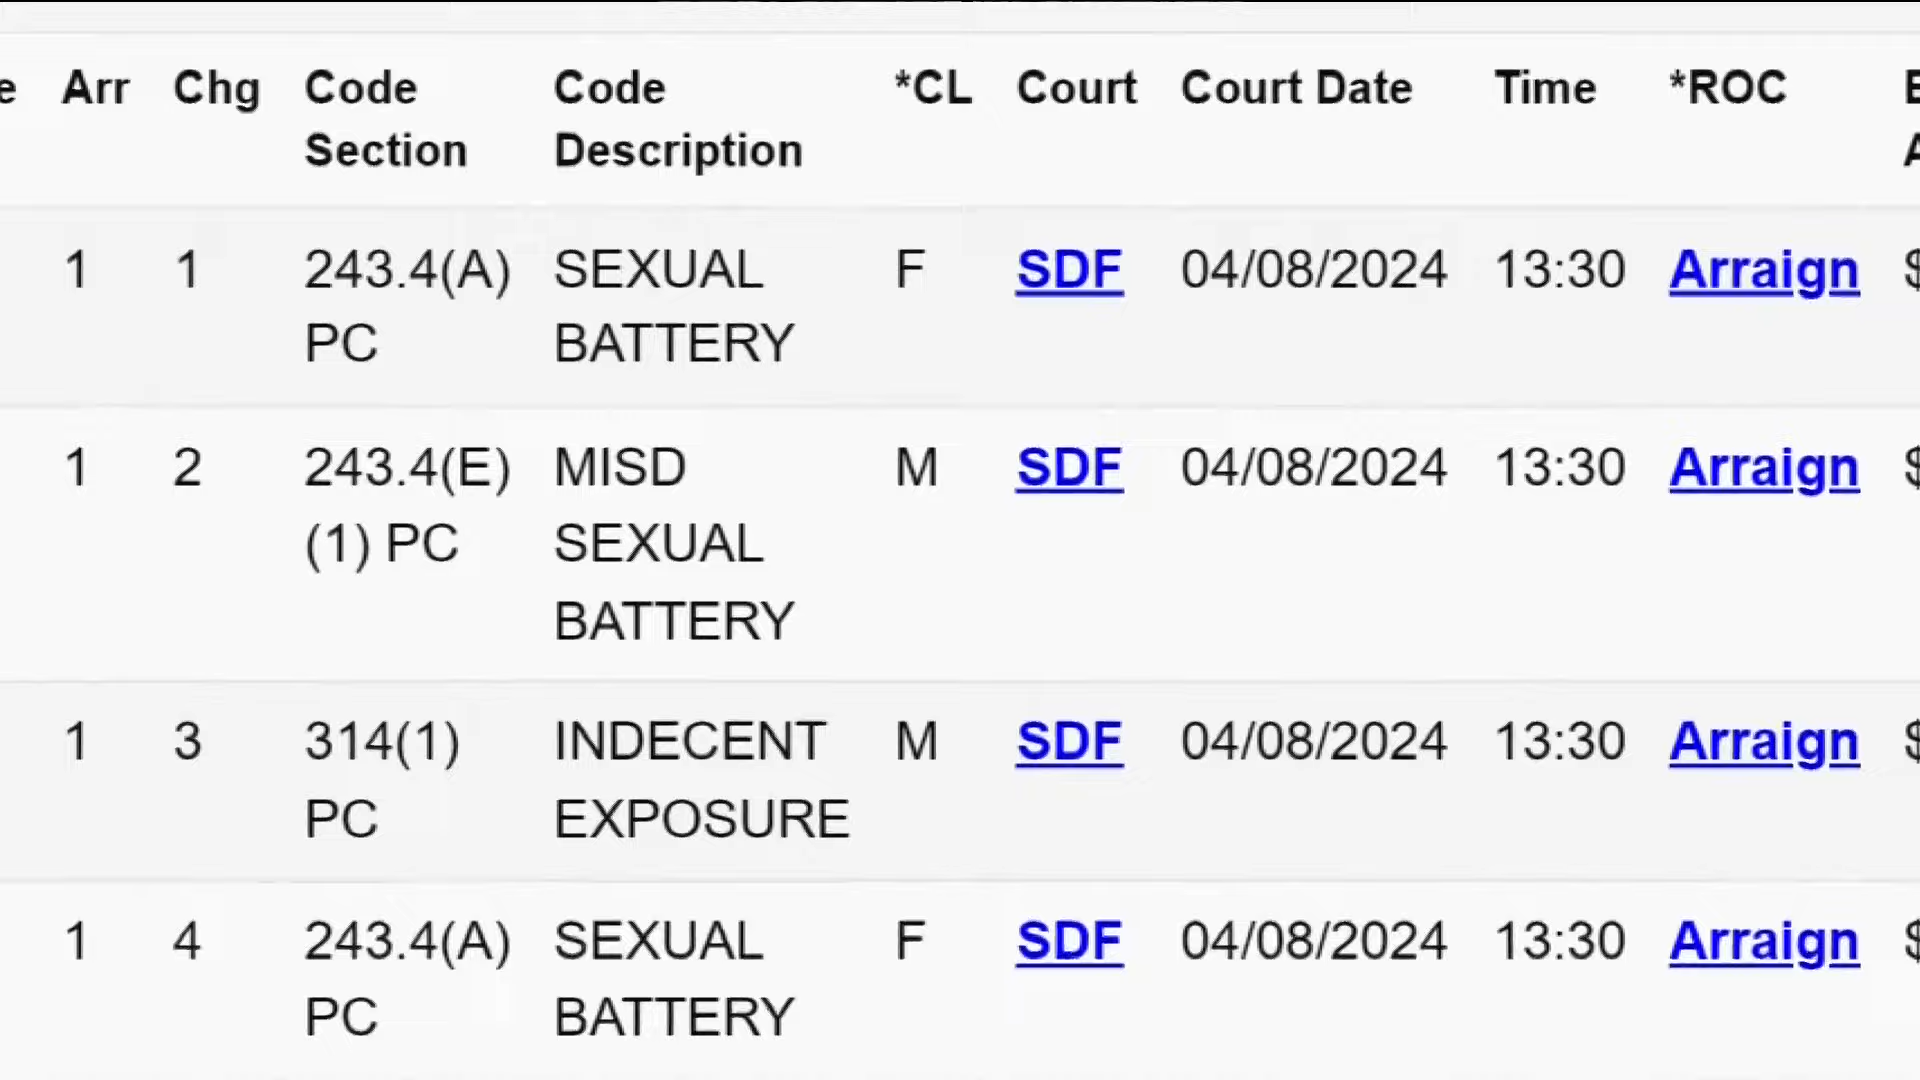 e Arr Chg Code Section Code Description *CL Court Court Date Time *ROC
1 1 243.4(A) PC SEXUAL BATTERY F SDF 04/08/2024 13:30 Arraign $
1 2 243.4(E)(1) PC MISD SEXUAL BATTERY M SDF 04/08/2024 13:30 Arraign $
1 3 314(1) PC INDECENT EXPOSURE M SDF 04/08/2024 13:30 Arraign $
1 4 243.4(A) PC SEXUAL BATTERY F SDF 04/08/2024 13:30 Arraign $